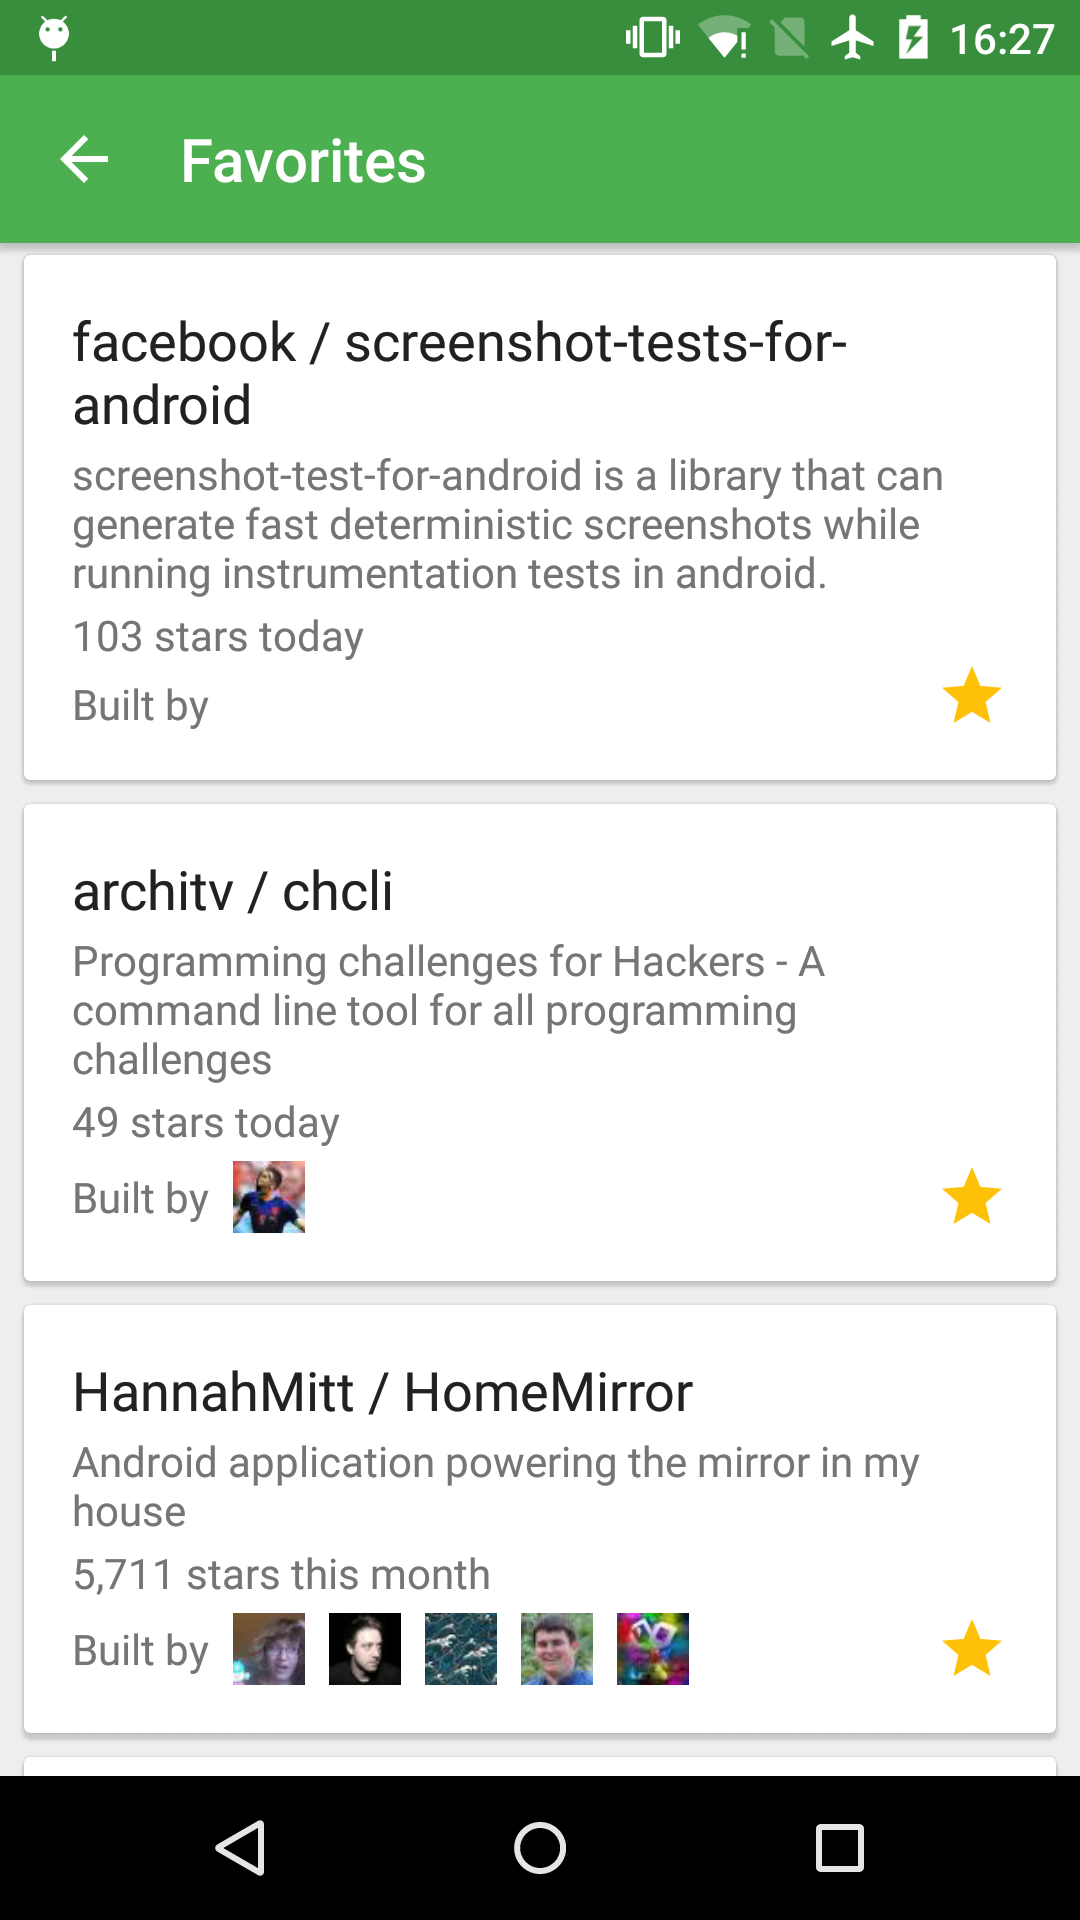 16:27
Favorites
facebook / screenshot-tests-for-
android
screenshot-test-for-android is a library that can
generate fast deterministic screenshots while
running instrumentation tests in android.
103 stars today
Built by
architv / chcli
Programming challenges for Hackers - A
command line tool for all programming
challenges
49 stars today
Built by
HannahMitt / HomeMirror
Android application powering the mirror in my
house
5,711 stars this month
Built by